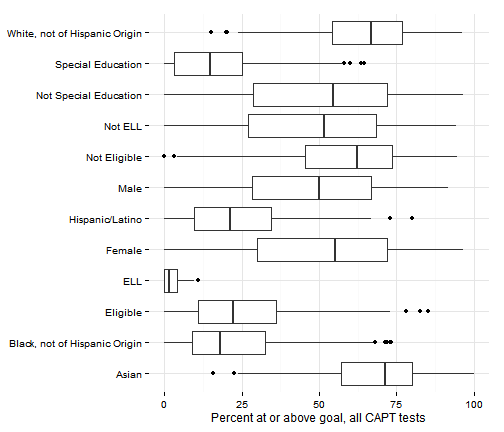 White, not of Hispanic Origin
Special Education
Not Special Education
Not ELL
Not Eligible
Male
Hispanic/Latino
Female
ELL
Eligible
Black, not of Hispanic Origin
Asian
0 25 50 75 100
Percent at or above goal, all CAPT tests